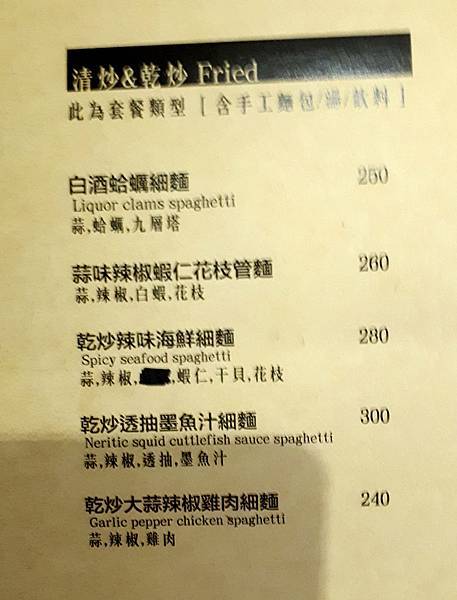 清炒&乾炒 Fried
此為套餐類型 [ 含手工麵包/湯/飲料 ]
白酒蛤蠣細麵 250
Liquor clams spaghetti
蒜,蛤蠣,九層塔
蒜味辣椒蝦仁花枝管麵 260
蒜,辣椒,白蝦,花枝
乾炒辣味海鮮細麵 280
Spicy seafood spaghetti
蒜,辣椒, ,蝦仁,干貝,花枝
乾炒透抽墨魚汁細麵 300
Neritic squid cuttlefish sauce spaghetti
蒜,辣椒,透抽,墨魚汁
乾炒大蒜辣椒雞肉細麵 240
Garlic pepper chicken spaghetti
蒜,辣椒,雞肉